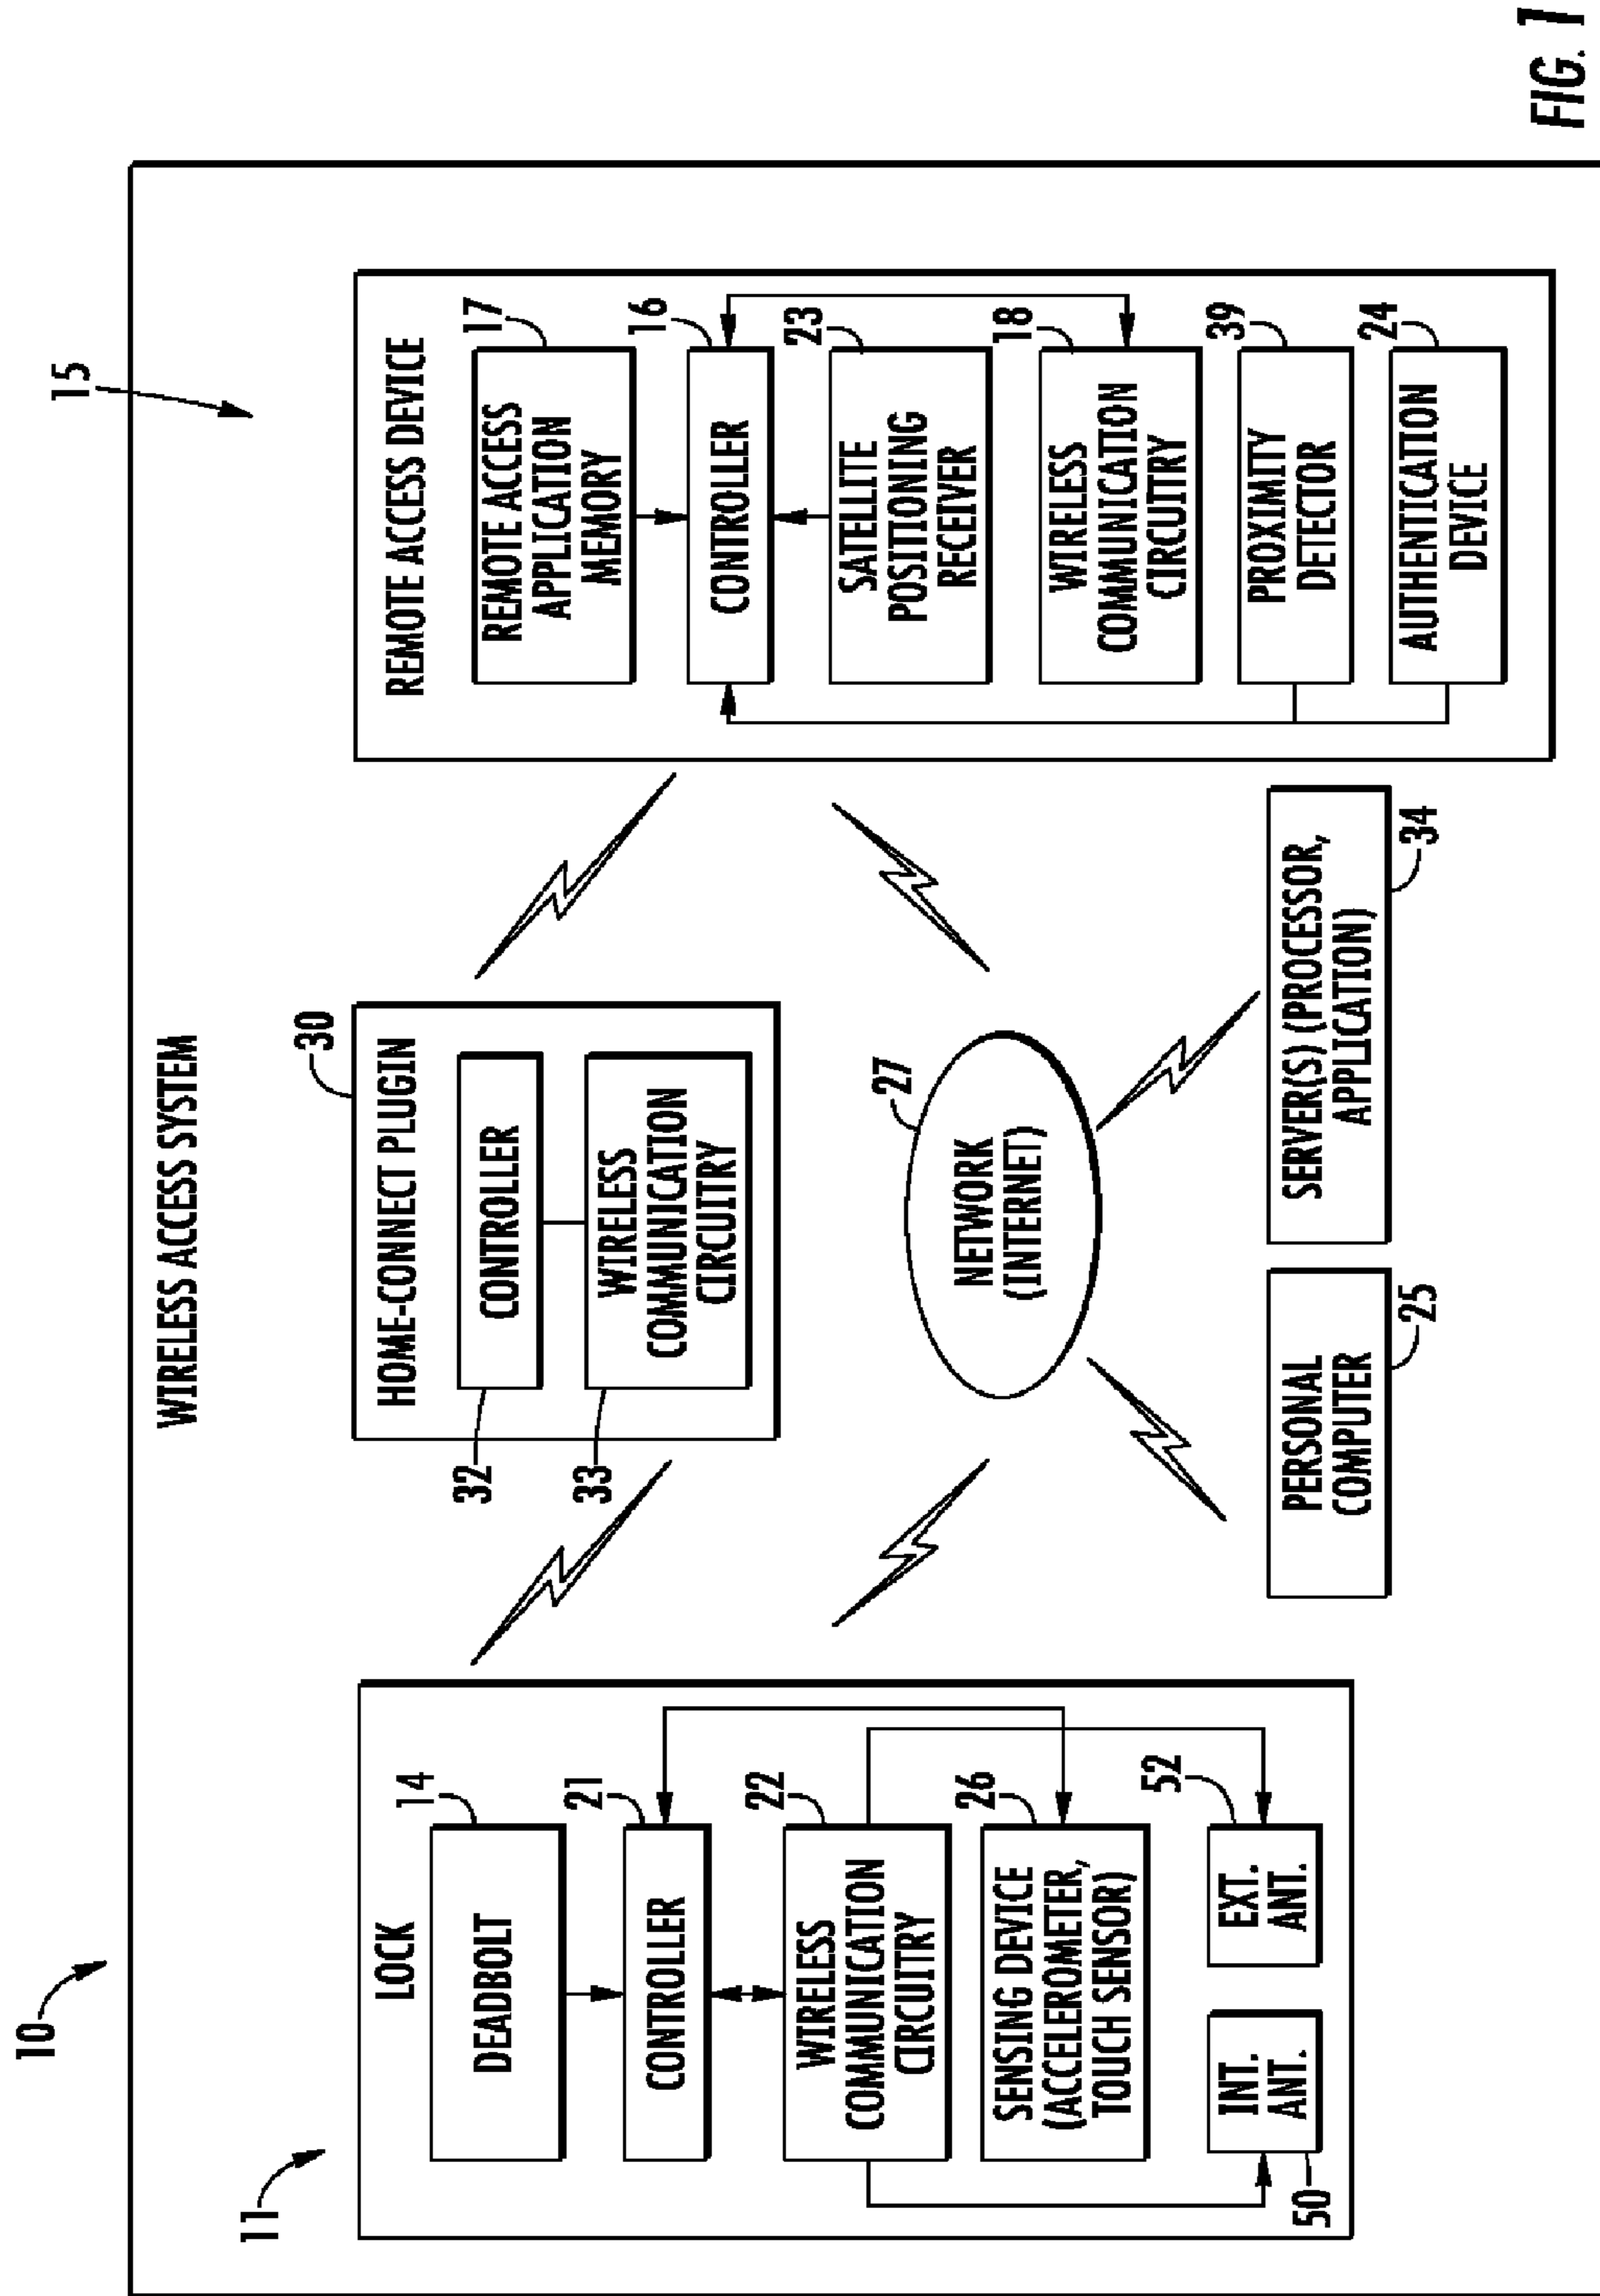 10
WIRELESS ACCESS SYSTEM
11
LOCK
14
DEADBOLT
21
CONTROLLER
22
WIRELESS
COMMUNICATION
CIRCUITRY
26
SENSING DEVICE
(ACCELEROMETER,
TOUCH SENSOR)
50
INT.
ANT.
52
EXT.
ANT.
30
HOME-CONNECT PLUGIN
32
CONTROLLER
33
WIRELESS
COMMUNICATION
CIRCUITRY
27
NETWORK
(INTERNET)
PERSONAL
COMPUTER
25
SERVER(S) (PROCESSOR,
APPLICATION)
34
15
REMOTE ACCESS DEVICE
17
REMOTE ACCESS
APPLICATION
MEMORY
16
CONTROLLER
23
SATELLITE
POSITIONING
RECEIVER
18
WIRELESS
COMMUNICATION
CIRCUITRY
39
PROXIMITY
DETECTOR
24
AUTHENTICATION
DEVICE
FIG. 1